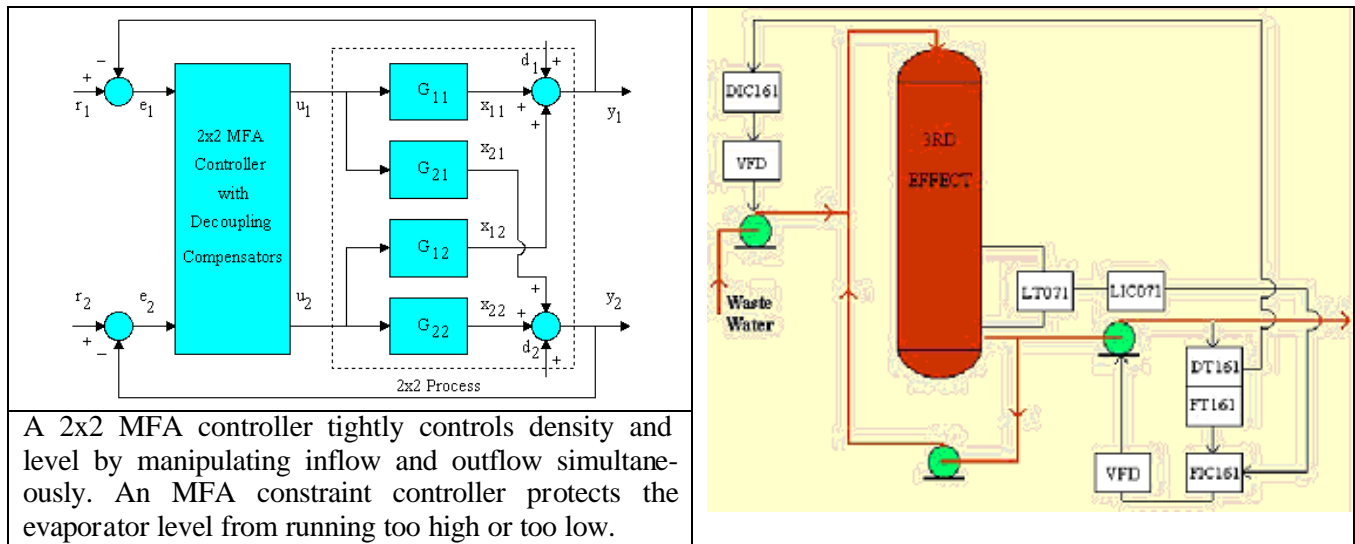 d1
+
−
+
r1
e1
u1
G11
x11
+
+
y1
2x2 MFA
Controller
with
Decoupling
Compensators
G21
x21
G12
x12
r2
+
−
e2
u2
G22
x22
+
+
y2
d2
+
2x2 Process
A 2x2 MFA controller tightly controls density and
level by manipulating inflow and outflow simultane-
ously. An MFA constraint controller protects the
evaporator level from running too high or too low.
DIC161
VFD
3RD
EFFECT
Waste
Water
LT071
LIC071
DT161
FT161
VFD
FIC161